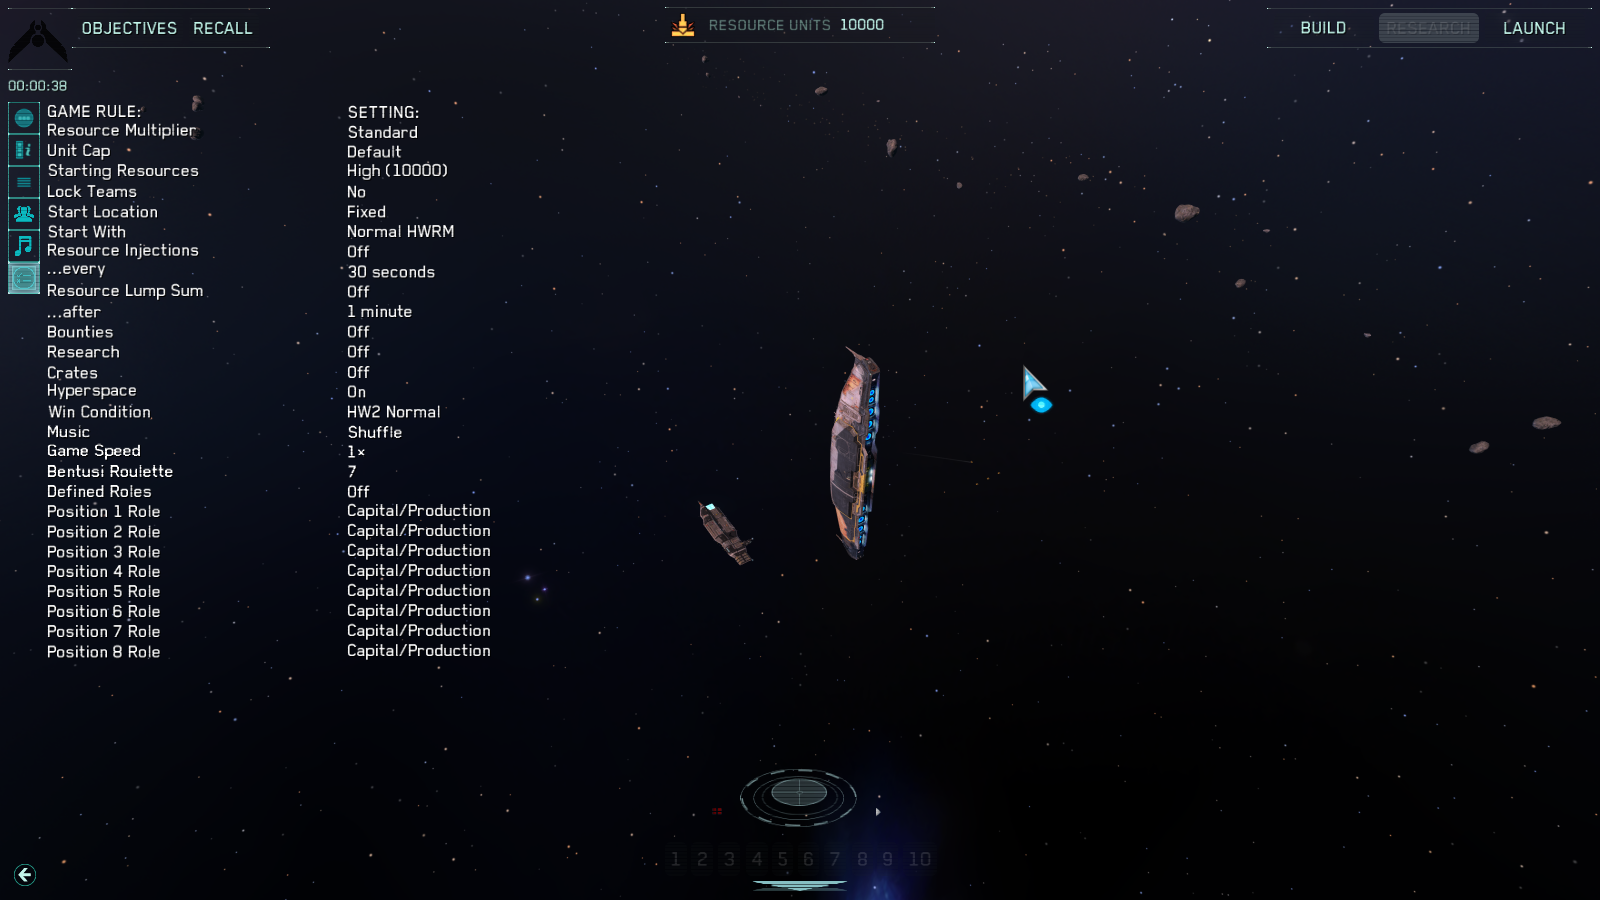 OBJECTIVES RECALL
RESOURCE UNITS 10000
BUILD RESEARCH LAUNCH
00:00:38
GAME RULE: SETTING:
Resource Multiplier Standard
Unit Cap Default
Starting Resources High (10000)
Lock Teams No
Start Location Fixed
Start With Normal HWRM
Resource Injections Off
...every 30 seconds
Resource Lump Sum Off
...after 1 minute
Bounties Off
Research Off
Crates Off
Hyperspace On
Win Condition HW2 Normal
Music Shuffle
Game Speed 1×
Bentusi Roulette 7
Defined Roles Off
Position 1 Role Capital/Production
Position 2 Role Capital/Production
Position 3 Role Capital/Production
Position 4 Role Capital/Production
Position 5 Role Capital/Production
Position 6 Role Capital/Production
Position 7 Role Capital/Production
Position 8 Role Capital/Production
1 2 3 4 5 6 7 8 9 10